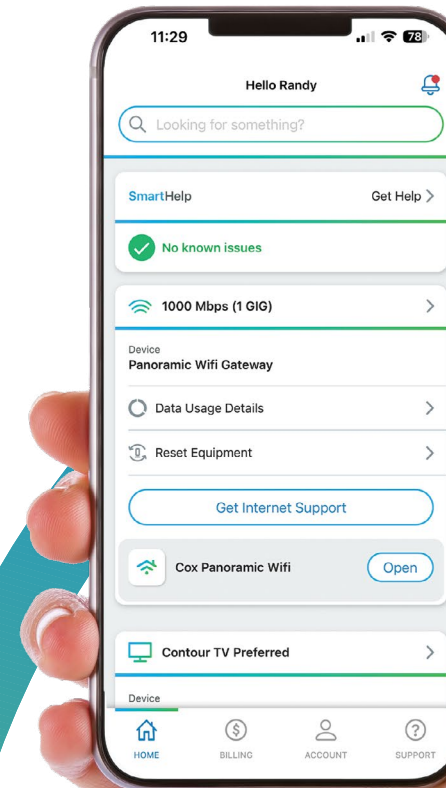 11:29
78
Hello Randy
Looking for something?
SmartHelp
Get Help
No known issues
1000 Mbps (1 GIG)
Device
Panoramic Wifi Gateway
Data Usage Details
Reset Equipment
Get Internet Support
Cox Panoramic Wifi
Open
Contour TV Preferred
Device
HOME
BILLING
ACCOUNT
SUPPORT